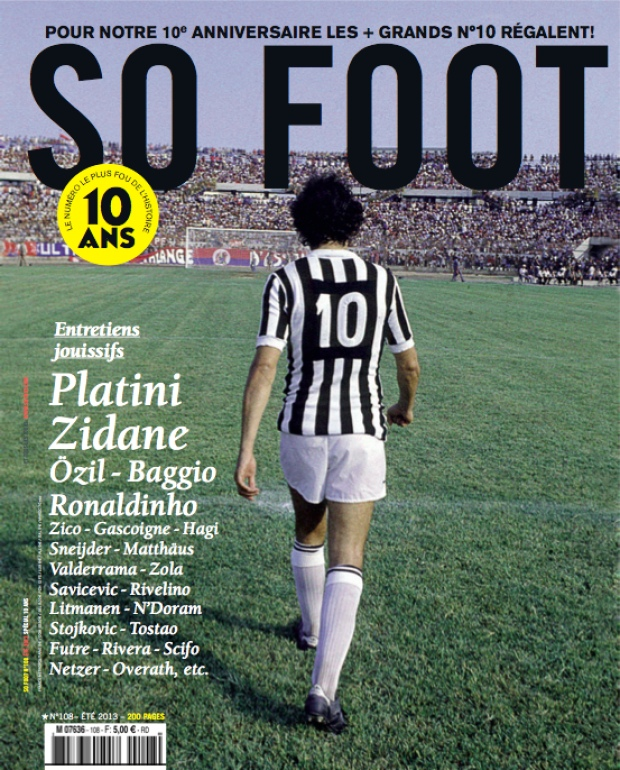 POUR NOTRE 10e ANNIVERSAIRE LES + GRANDS N°10 RÉGALENT!
SO FOOT
LE NUMÉRO LE PLUS FOU DE L'HISTOIRE
10
ANS
10
Entretiens
jouissifs
Platini
Zidane
Özil - Baggio
Ronaldinho
Zico - Gascoigne - Hagi
Sneijder - Matthäus
Valderrama - Zola
Savicevic - Rivelino
Litmanen - N'Doram
Stojkovic - Tostao
Futre - Rivera - Scifo
Netzer - Overath, etc.
★N°108– ÉTÉ 2013 – 200 PAGES
M 07636 - 108 - F: 5,00 € - RD